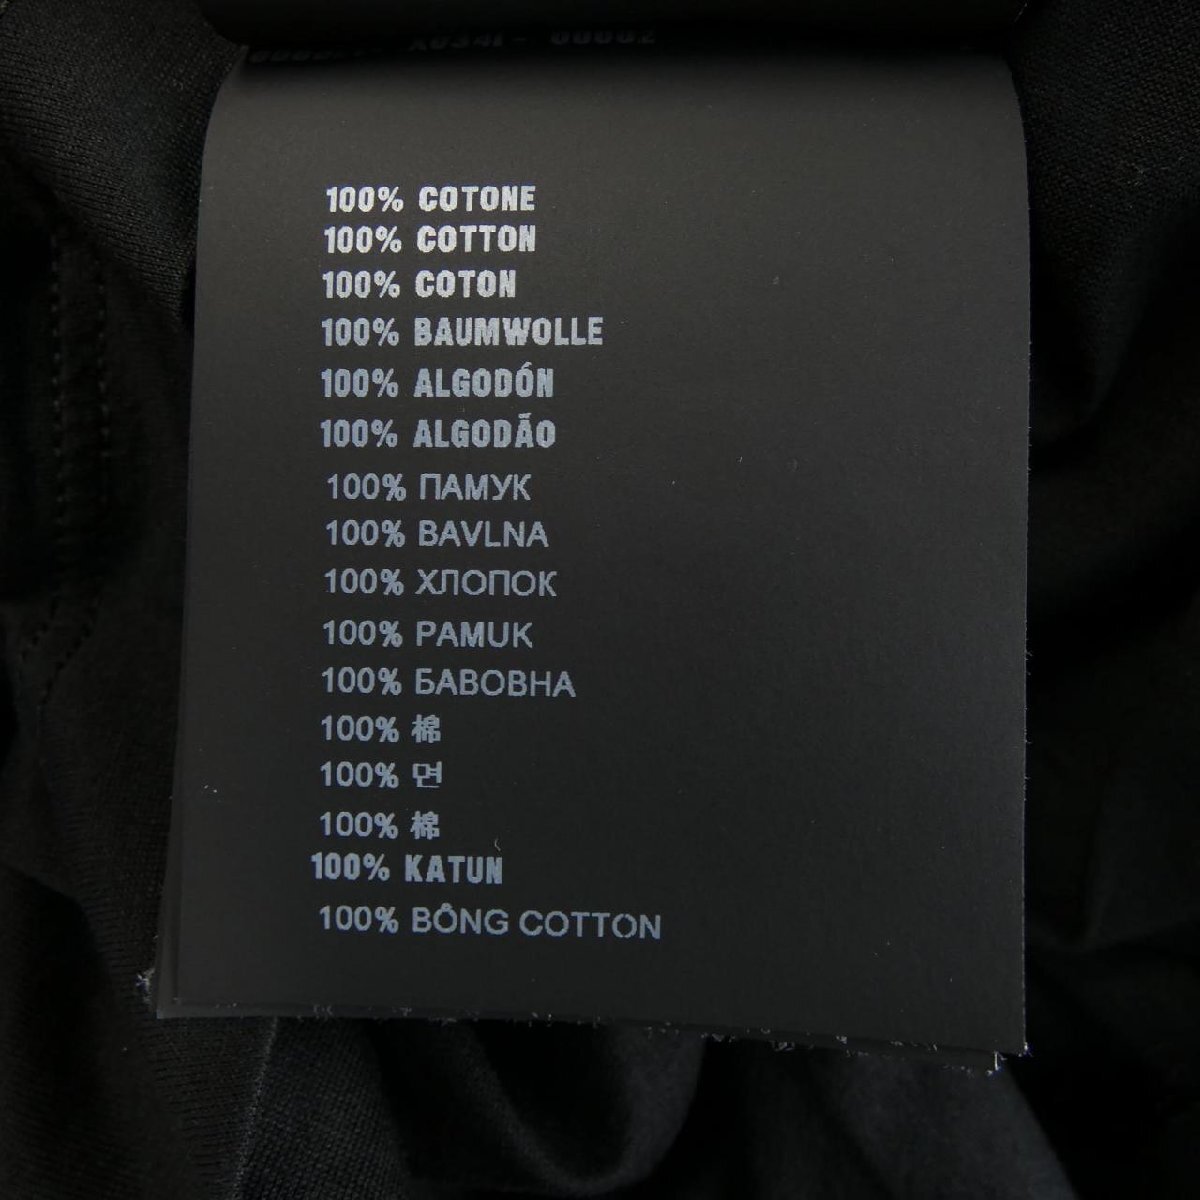 100% COTONE
100% COTTON
100% COTON
100% BAUMWOLLE
100% ALGODÓN
100% ALGODÃO
100% ПАМУК
100% BAVLNA
100% ХЛОПОК
100% PAMUK
100% БАВОВНА
100% 棉
100% 면
100% 棉
100% KATUN
100% BÔNG COTTON